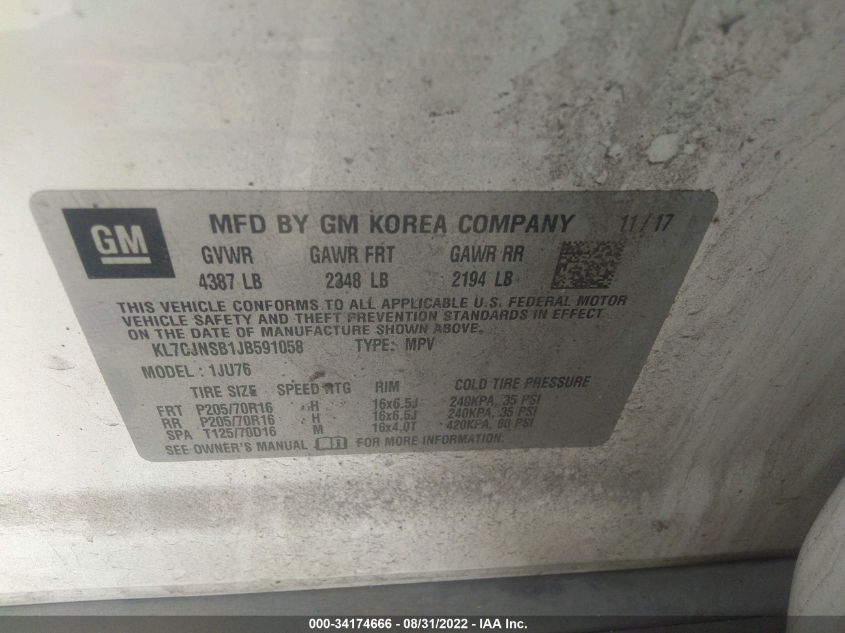 GM
MFD BY GM KOREA COMPANY 11/17
GVWR GAWR FRT GAWR RR
4387 LB 2348 LB 2194 LB
THIS VEHICLE CONFORMS TO ALL APPLICABLE U.S. FEDERAL MOTOR
VEHICLE SAFETY AND THEFT PREVENTION STANDARDS IN EFFECT
ON THE DATE OF MANUFACTURE SHOWN ABOVE.
KL7CJNSB1JB591058 TYPE: MPV
MODEL: 1JU76
TIRE SIZE SPEED RTG RIM COLD TIRE PRESSURE
FRT P205/70R16 H 16x6.5J 240KPA, 35 PSI
RR P205/70R16 H 16x6.5J 240KPA, 35 PSI
SPA T125/70D16 M 16x4.0T 420KPA, 60 PSI
SEE OWNER'S MANUAL FOR MORE INFORMATION.
000-34174666 - 08/31/2022 - IAA Inc.